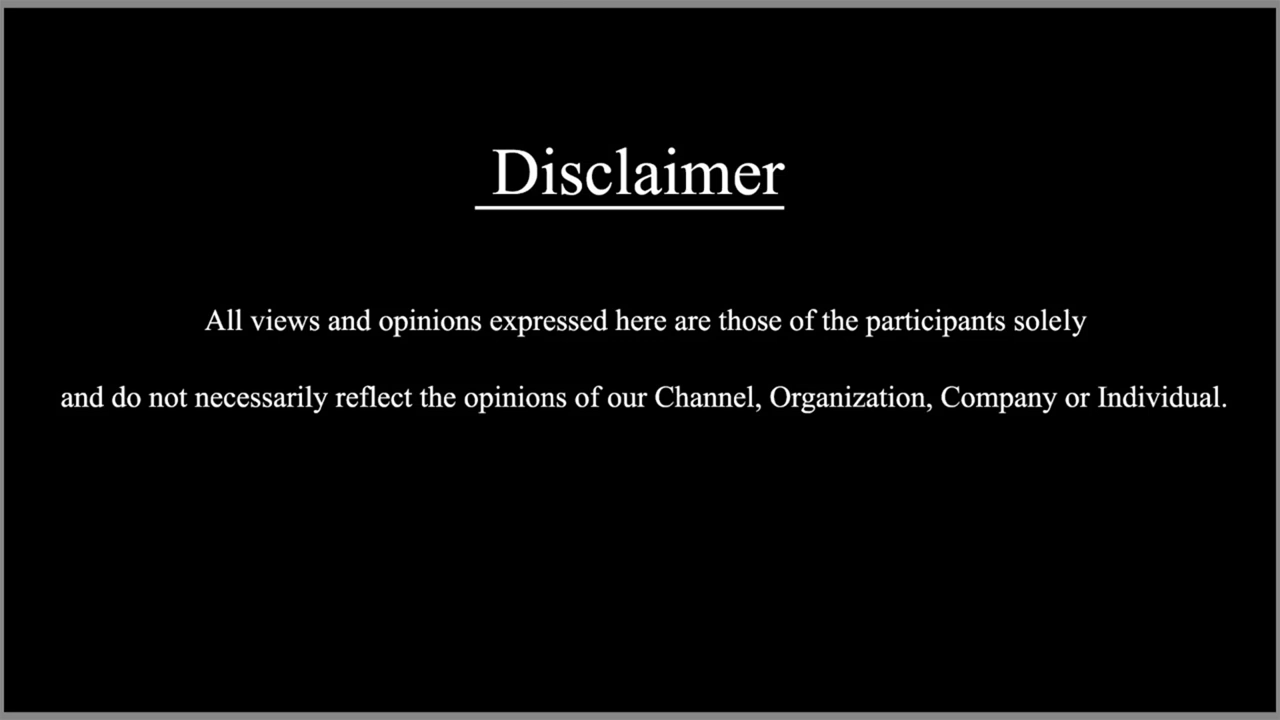 Disclaimer
All views and opinions expressed here are those of the participants solely
and do not necessarily reflect the opinions of our Channel, Organization, Company or Individual.